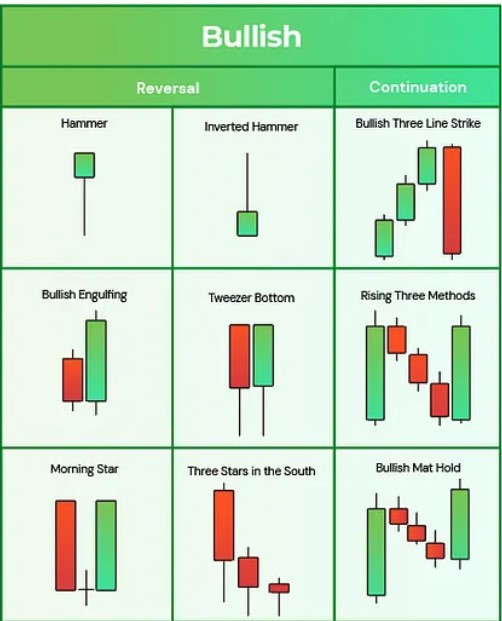 Bullish
Reversal
Continuation
Hammer
Inverted Hammer
Bullish Three Line Strike
Bullish Engulfing
Tweezer Bottom
Rising Three Methods
Morning Star
Three Stars in the South
Bullish Mat Hold